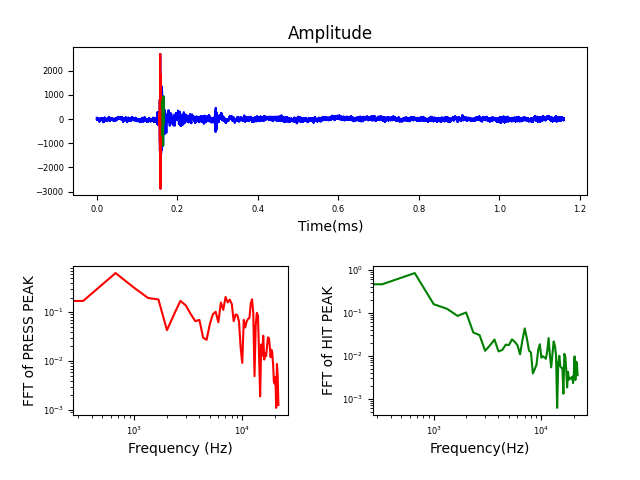 Amplitude
2000
1000
0
−1000
−2000
−3000
0.0 0.2 0.4 0.6 0.8 1.0 1.2
Time(ms)
FFT of PRESS PEAK
10⁻¹
10⁻²
10⁻³
10³ 10⁴
Frequency (Hz)
FFT of HIT PEAK
10⁰
10⁻¹
10⁻²
10⁻³
10³ 10⁴
Frequency(Hz)